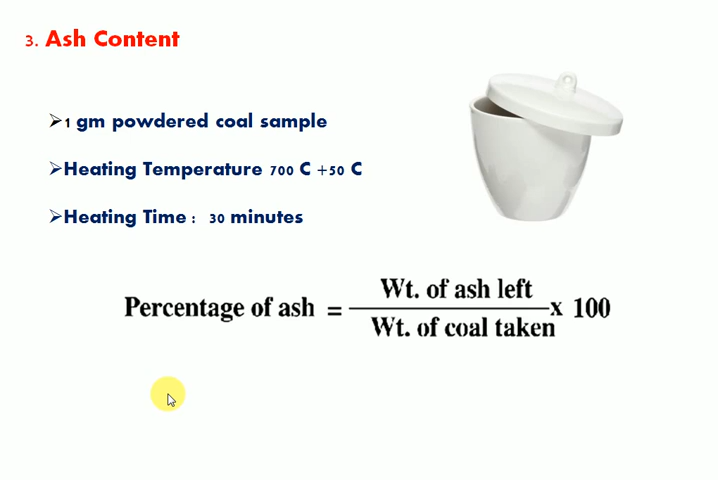 3. Ash Content
➢1 gm powdered coal sample
➢Heating Temperature 700 C +50 C
➢Heating Time : 30 minutes
Percentage of ash = Wt. of ash left / Wt. of coal taken x 100